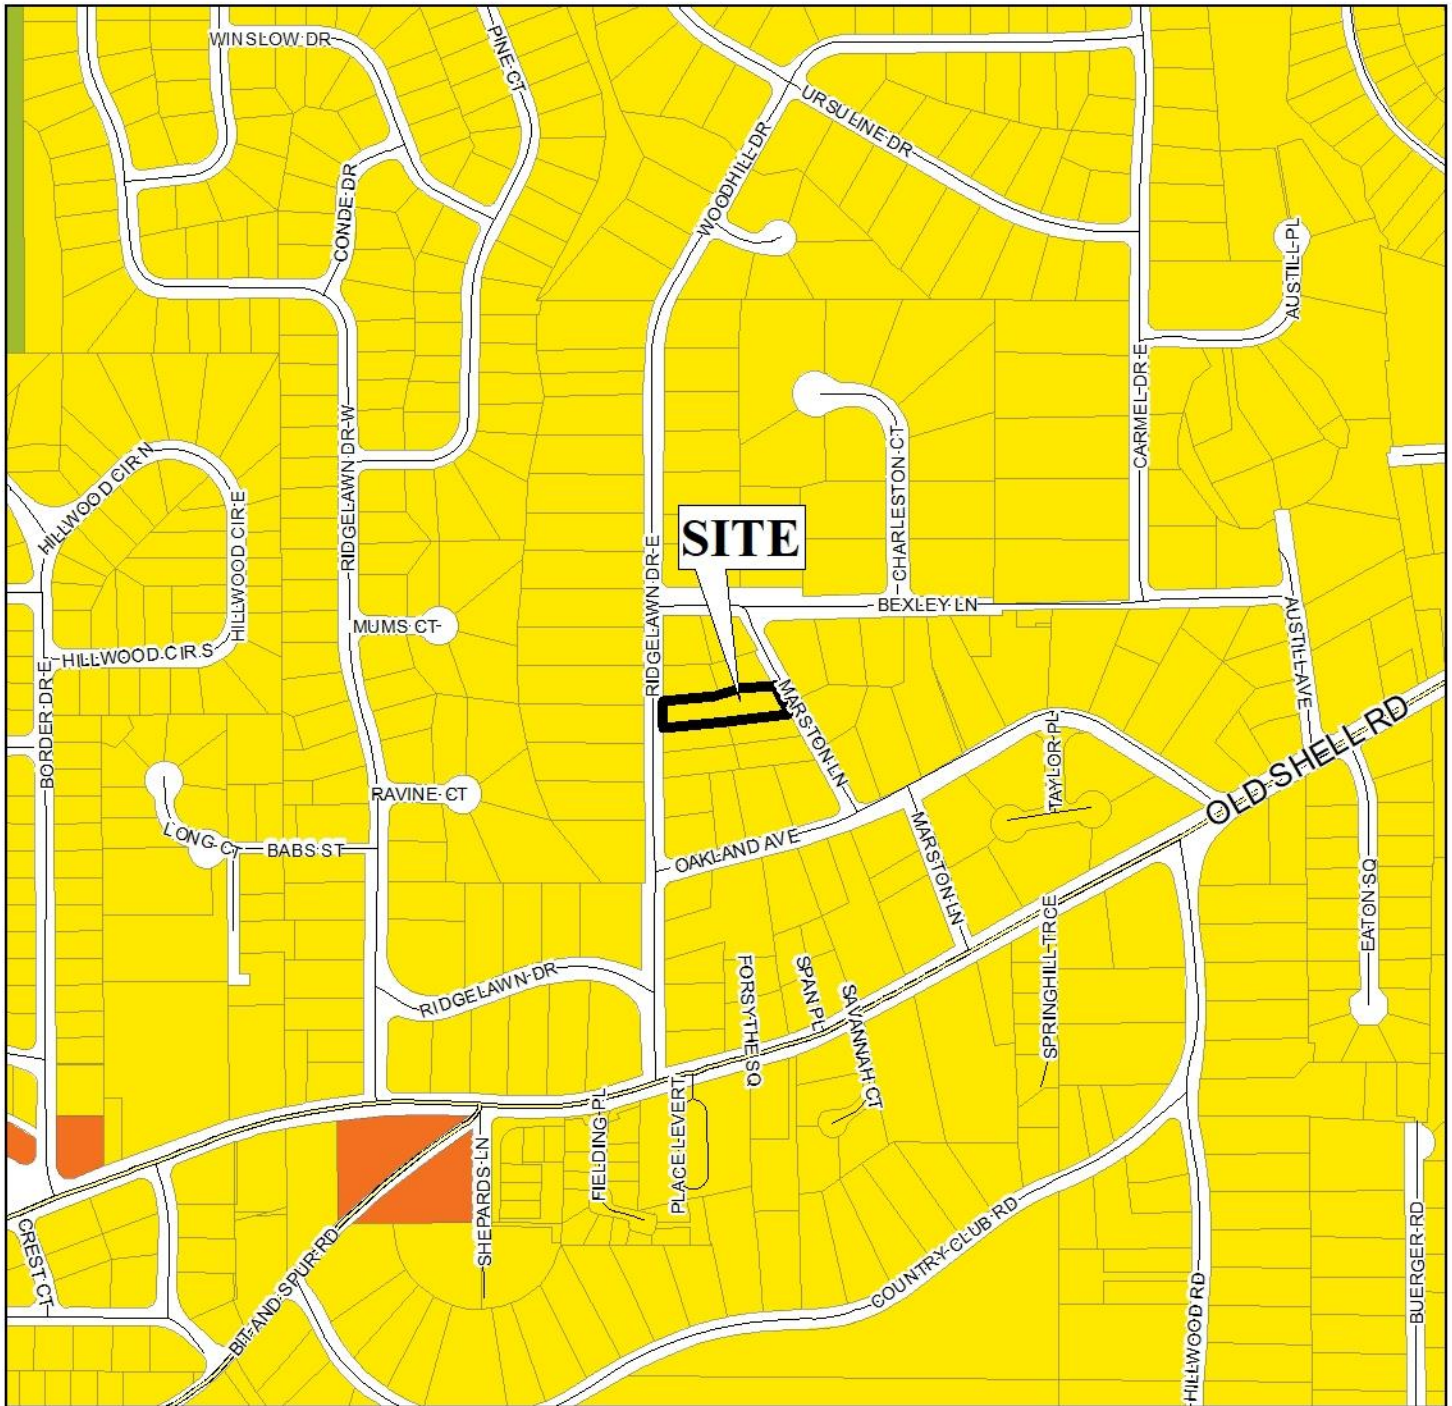 WINSLOW DR
PINE CT
URSULINE DR
WOODHILL DR
CONDE DR
AUSTILL PL
CARMEL DR E
RIDGELAWN DR W
CHARLESTON CT
HILLWOOD CIR N
HILLWOOD CIR E
SITE
RIDGELAWN DR E
BEXLEY LN
MUMS CT
HILLWOOD CIR S
AUSTILL AVE
BORDER DR E
MARSTON LN
OLD SHELL RD
TAYLOR PL
RAVINE CT
LONG CT
BABS ST
OAKLAND AVE
MARSTON LN
EATON SQ
SPRINGHILL TRCE
RIDGELAWN DR
FORSYTHE SQ
SPAN PL
SAVANNAH CT
FIELDING PL
PLACE LEVERT
SHEPARDS LN
CREST CT
BIT AND SPUR RD
COUNTRY CLUB RD
HILLWOOD RD
BUERGER RD